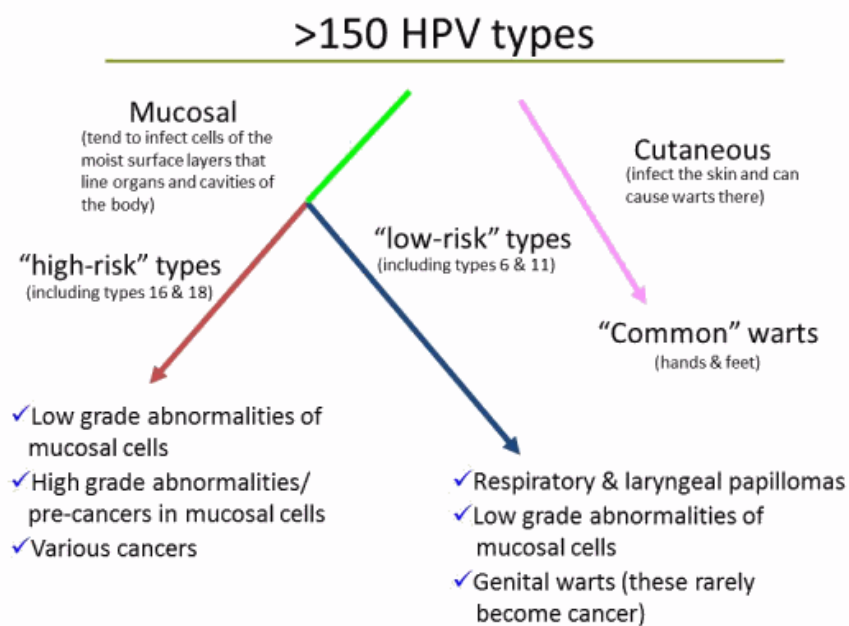 >150 HPV types
Mucosal
(tend to infect cells of the
moist surface layers that
line organs and cavities of
the body)
Cutaneous
(infect the skin and can
cause warts there)
"high-risk" types
(including types 16 & 18)
"low-risk" types
(including types 6 & 11)
"Common" warts
(hands & feet)
✓Low grade abnormalities of
mucosal cells
✓High grade abnormalities/
pre-cancers in mucosal cells
✓Various cancers
✓Respiratory & laryngeal papillomas
✓Low grade abnormalities of
mucosal cells
✓Genital warts (these rarely
become cancer)